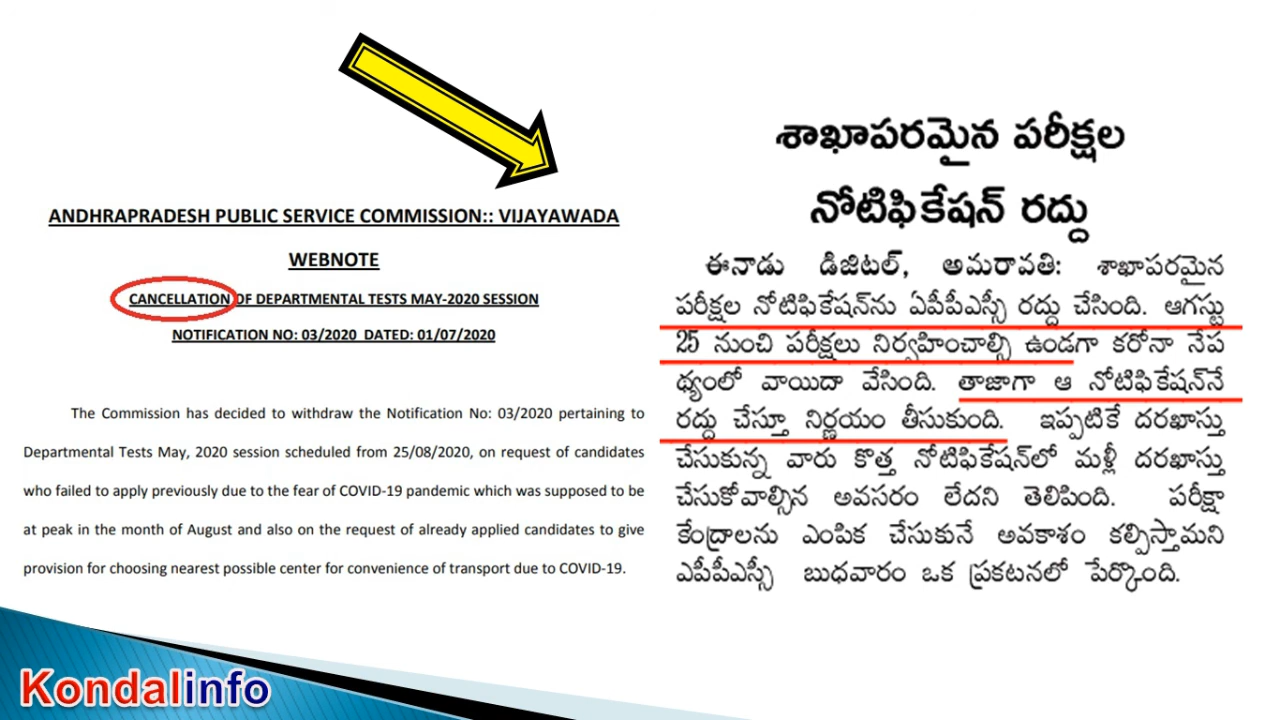 ANDHRAPRADESH PUBLIC SERVICE COMMISSION:: VIJAYAWADA
WEBNOTE
CANCELLATION OF DEPARTMENTAL TESTS MAY-2020 SESSION
NOTIFICATION NO: 03/2020 DATED: 01/07/2020
The Commission has decided to withdraw the Notification No: 03/2020 pertaining to
Departmental Tests May, 2020 session scheduled from 25/08/2020, on request of candidates
who failed to apply previously due to the fear of COVID-19 pandemic which was supposed to be
at peak in the month of August and also on the request of already applied candidates to give
provision for choosing nearest possible center for convenience of transport due to COVID-19.
శాఖాపరమైన పరీక్షల
నోటిఫికేషన్ రద్దు
ఈనాడు డిజిటల్, అమరావతి: శాఖాపరమైన
పరీక్షల నోటిఫికేషన్‌ను ఏపీపీఎస్సీ రద్దు చేసింది. ఆగస్టు
25 నుంచి పరీక్షలు నిర్వహించాల్సి ఉండగా కరోనా నేప
థ్యంలో వాయిదా వేసింది. తాజాగా ఆ నోటిఫికేషన్‌నే
రద్దు చేస్తూ నిర్ణయం తీసుకుంది. ఇప్పటికే దరఖాస్తు
చేసుకున్న వారు కొత్త నోటిఫికేషన్‌లో మళ్లీ దరఖాస్తు
చేసుకోవాల్సిన అవసరం లేదని తెలిపింది. పరీక్షా
కేంద్రాలను ఎంపిక చేసుకునే అవకాశం కల్పిస్తామని
ఏపీపీఎస్సీ బుధవారం ఒక ప్రకటనలో పేర్కొంది.
Kondalinfo